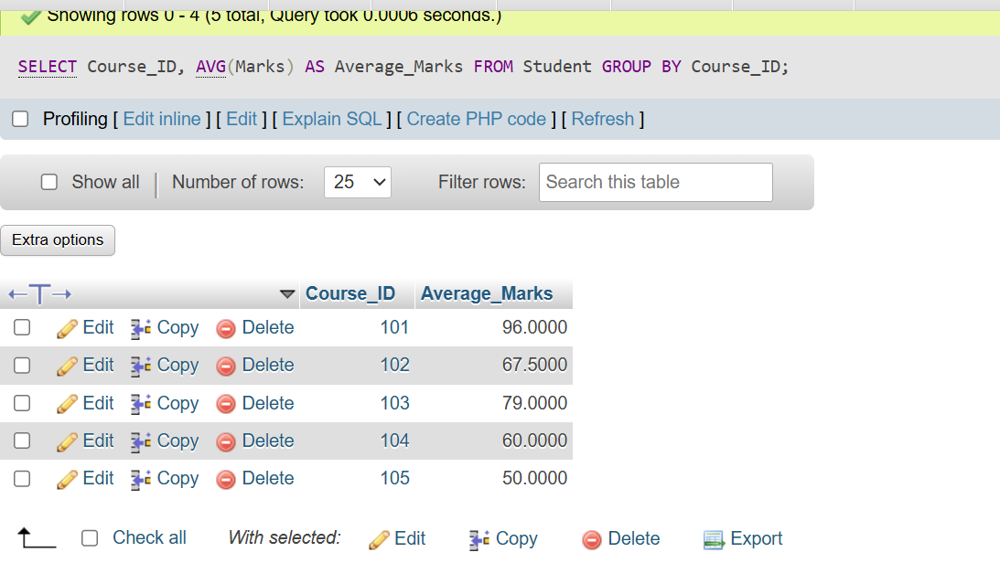 Showing rows 0 - 4 (5 total, Query took 0.0006 seconds.)
SELECT Course_ID, AVG(Marks) AS Average_Marks FROM Student GROUP BY Course_ID;
Profiling [ Edit inline ] [ Edit ] [ Explain SQL ] [ Create PHP code ] [ Refresh ]
Show all Number of rows: 25 Filter rows: Search this table
Extra options
Course_ID Average_Marks
Edit Copy Delete 101 96.0000
Edit Copy Delete 102 67.5000
Edit Copy Delete 103 79.0000
Edit Copy Delete 104 60.0000
Edit Copy Delete 105 50.0000
Check all With selected: Edit Copy Delete Export